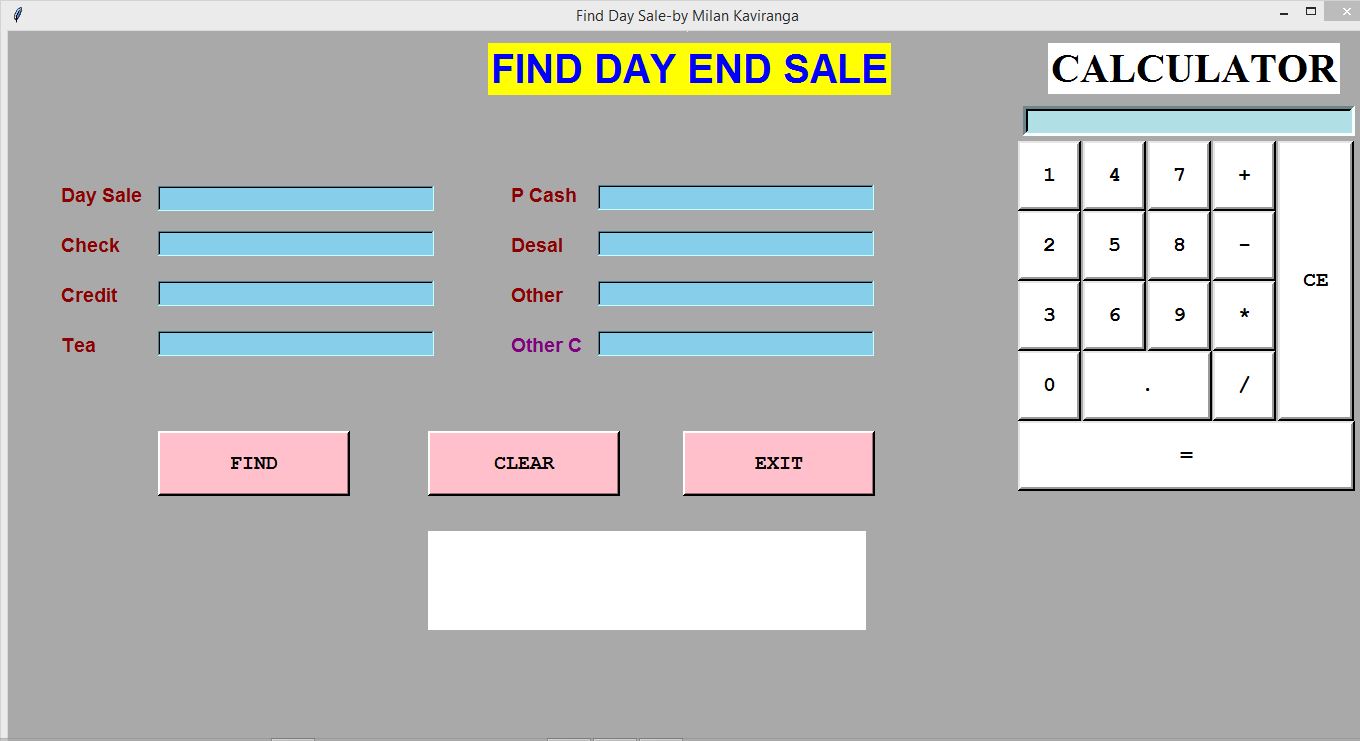 Find Day Sale-by Milan Kaviranga
FIND DAY END SALE
CALCULATOR
Day Sale
P Cash
Check
Desal
Credit
Other
Tea
Other C
FIND
CLEAR
EXIT
1 4 7 +
2 5 8 -
CE
3 6 9 *
0 . /
=